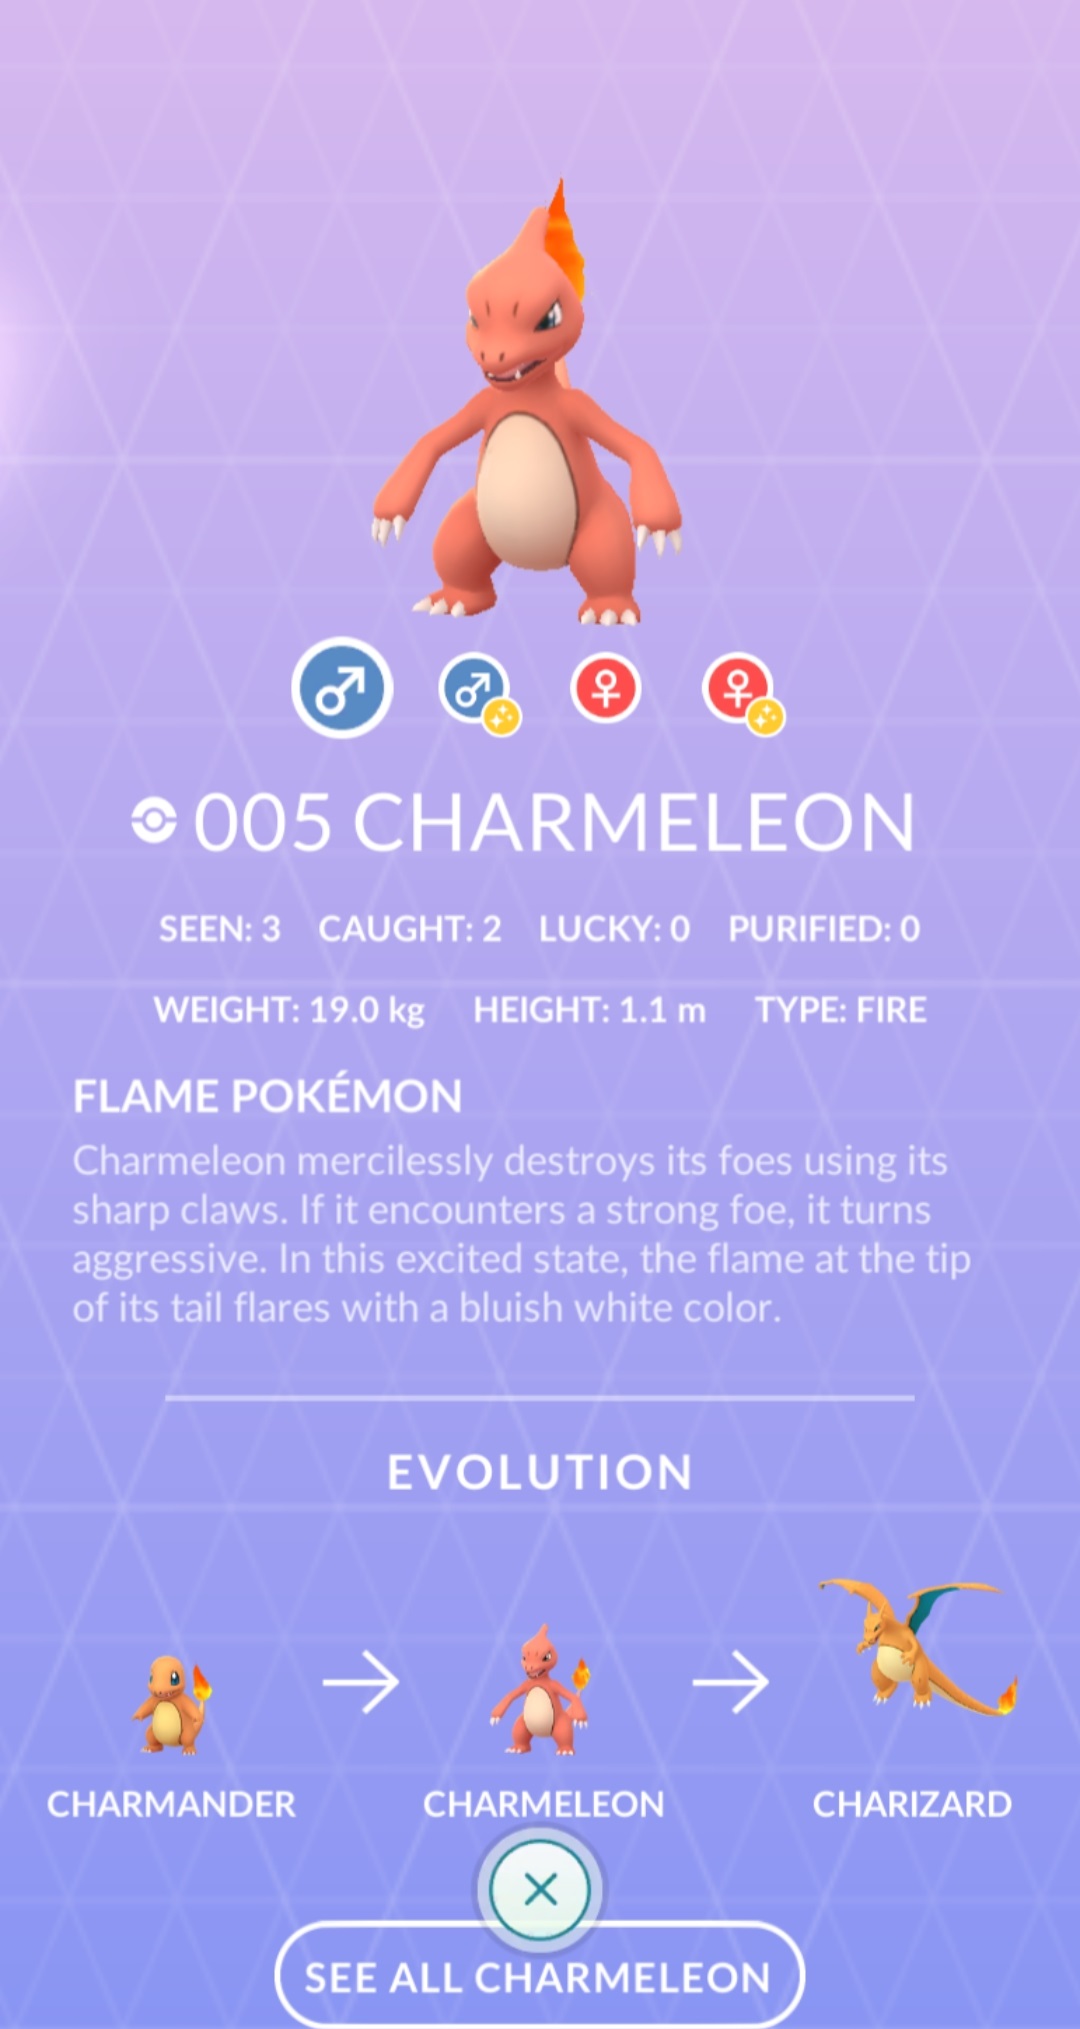 005 CHARMELEON
SEEN: 3 CAUGHT: 2 LUCKY: 0 PURIFIED: 0
WEIGHT: 19.0 kg HEIGHT: 1.1 m TYPE: FIRE
FLAME POKÉMON
Charmeleon mercilessly destroys its foes using its
sharp claws. If it encounters a strong foe, it turns
aggressive. In this excited state, the flame at the tip
of its tail flares with a bluish white color.
EVOLUTION
CHARMANDER CHARMELEON CHARIZARD
SEE ALL CHARMELEON